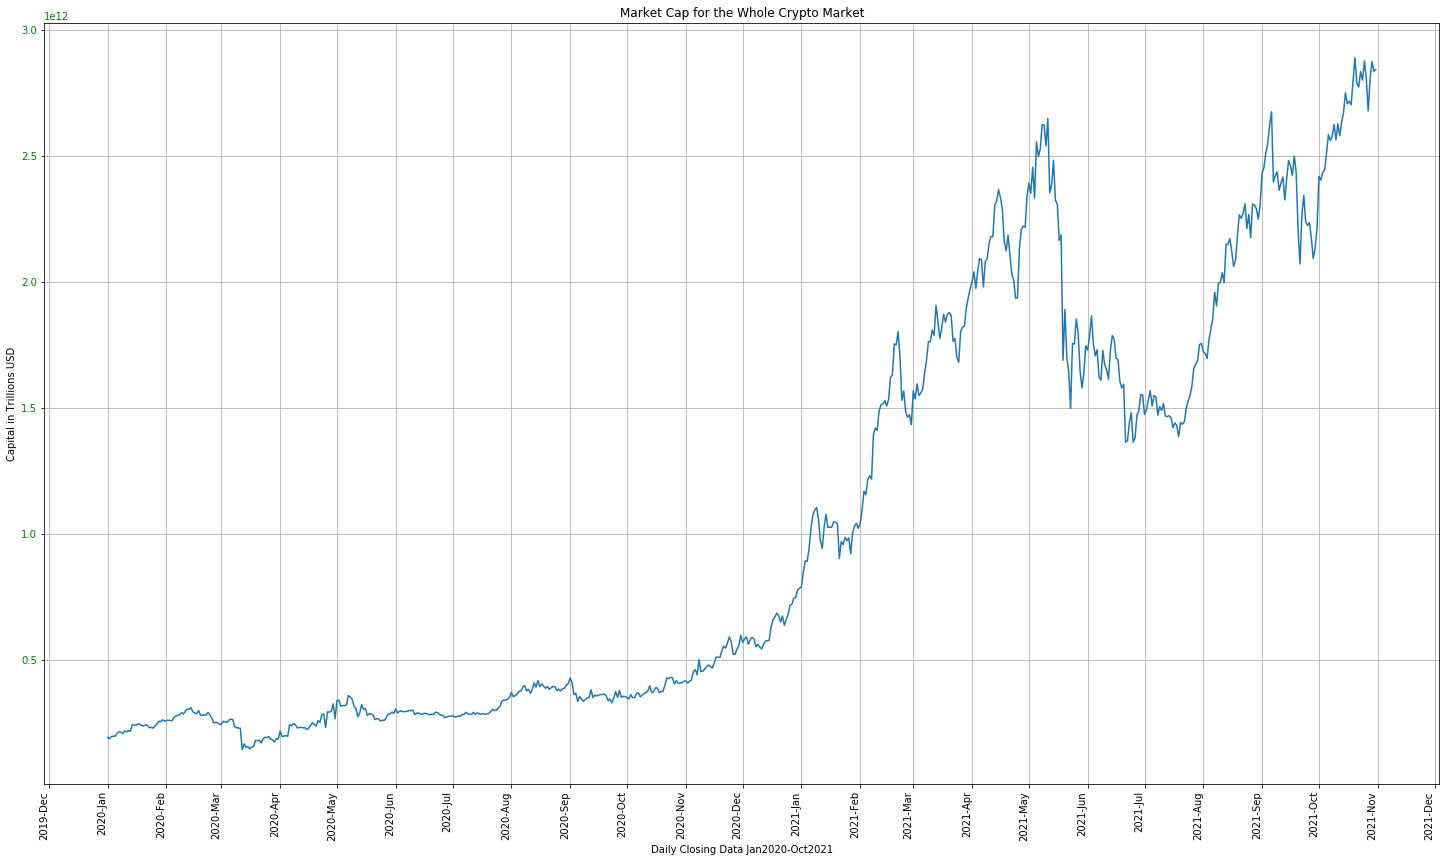 Market Cap for the Whole Crypto Market
1e12
3.0
2.5
2.0
1.5
1.0
0.5
Capital in Trillions USD
2019-Dec
2020-Jan
2020-Feb
2020-Mar
2020-Apr
2020-May
2020-Jun
2020-Jul
2020-Aug
2020-Sep
2020-Oct
2020-Nov
2020-Dec
2021-Jan
2021-Feb
2021-Mar
2021-Apr
2021-May
2021-Jun
2021-Jul
2021-Aug
2021-Sep
2021-Oct
2021-Nov
2021-Dec
Daily Closing Data Jan2020-Oct2021